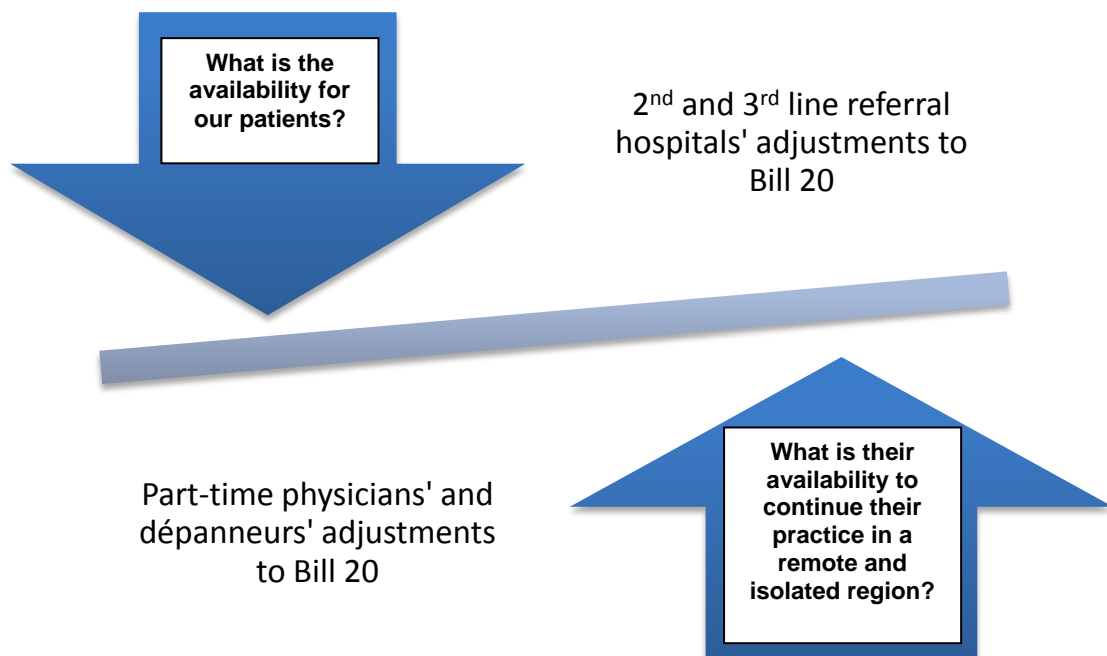 What is the
availability for
our patients?
2nd and 3rd line referral
hospitals' adjustments to
Bill 20
Part-time physicians' and
dépanneurs' adjustments
to Bill 20
What is their
availability to
continue their
practice in a
remote and
isolated region?